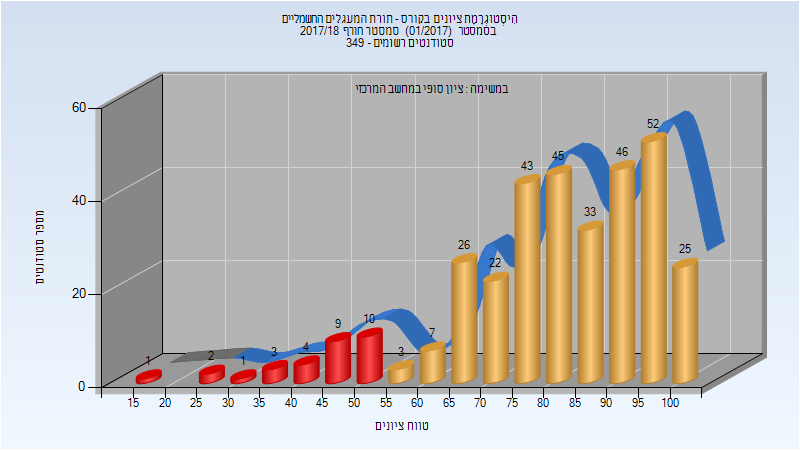 היסטוגרמת ציונים בקורס - תורת המעגלים החשמליים
בסמסטר (01/2017) סמסטר חורף 2017/18
סטודנטים רשומים - 349
במשימה : ציון סופי במחשב המרכזי
מספר סטודנטים
60
40
20
0
1 2 1 3 4 9 10 3 7 26 22 43 45 33 46 52 25
15 20 25 30 35 40 45 50 55 60 65 70 75 80 85 90 95 100
טווח ציונים